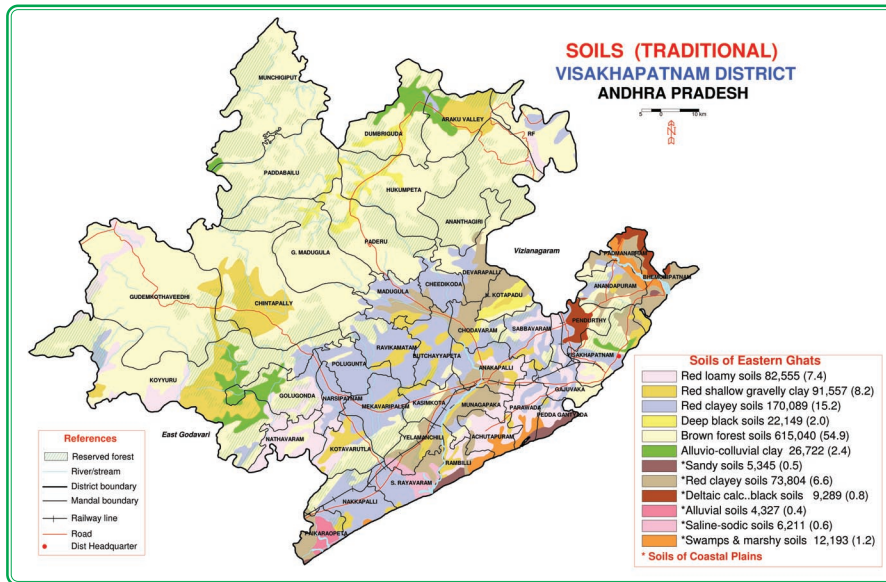 SOILS (TRADITIONAL)
VISAKHAPATNAM DISTRICT
ANDHRA PRADESH
5 0 10 km
N
MUNCHIGIPUT
DUMBRIGUDA
ARAKU VALLEY
RF
PADDABAILU
HUKUMPETA
ANANTHAGIRI
PADERU
G. MADUGULA
Vizianagaram
PADMANABHAM
BHEMUNIPATNAM
ANANDAPURAM
DEVARAPALLI
CHEEDIKODA
MADUGULA
K. KOTAPADU
GUDEMKOTHAVEEDHI
CHINTAPALLY
PENDURTHY
CHODAVARAM
SABBAVARAM
RAVIKAMATAM
BUTCHAYYAPETA
VISAKHAPATNAM
POLUGUNTA
ANAKAPALLI
KOYYURU
GOLUGONDA
NARSIPATNAM
MEKAVARIPALEM
KASIMKOTA
MUNAGAPAKA
PARAWADA
GAJUVAKA
PEDDA GANTYADA
East Godavari
NATHAVARAM
KOTAVURUTLA
YELAMANCHILI
ACHUTAPURAM
RAMBILLI
S. RAYAVARAM
NAKKAPALLI
PAIKARAOPETA
References
Reserved forest
River/stream
District boundary
Mandal boundary
Railway line
Road
Dist Headquarter
Soils of Eastern Ghats
Red loamy soils 82,555 (7.4)
Red shallow gravelly clay 91,557 (8.2)
Red clayey soils 170,089 (15.2)
Deep black soils 22,149 (2.0)
Brown forest soils 615,040 (54.9)
Alluvio-colluvial clay 26,722 (2.4)
*Sandy soils 5,345 (0.5)
*Red clayey soils 73,804 (6.6)
*Deltaic calc..black soils 9,289 (0.8)
*Alluvial soils 4,327 (0.4)
*Saline-sodic soils 6,211 (0.6)
*Swamps & marshy soils 12,193 (1.2)
* Soils of Coastal Plains